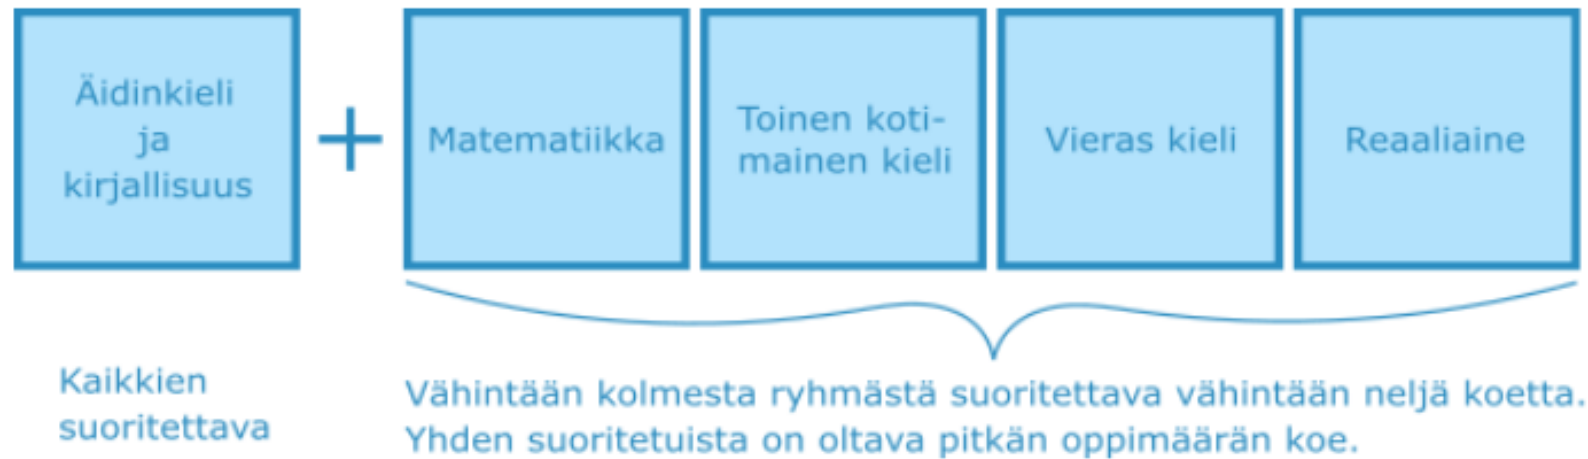 Äidinkieli
ja
kirjallisuus
+
Matematiikka
Toinen koti-
mainen kieli
Vieras kieli
Reaaliaine
Kaikkien
suoritettava
Vähintään kolmesta ryhmästä suoritettava vähintään neljä koetta.
Yhden suoritetuista on oltava pitkän oppimäärän koe.